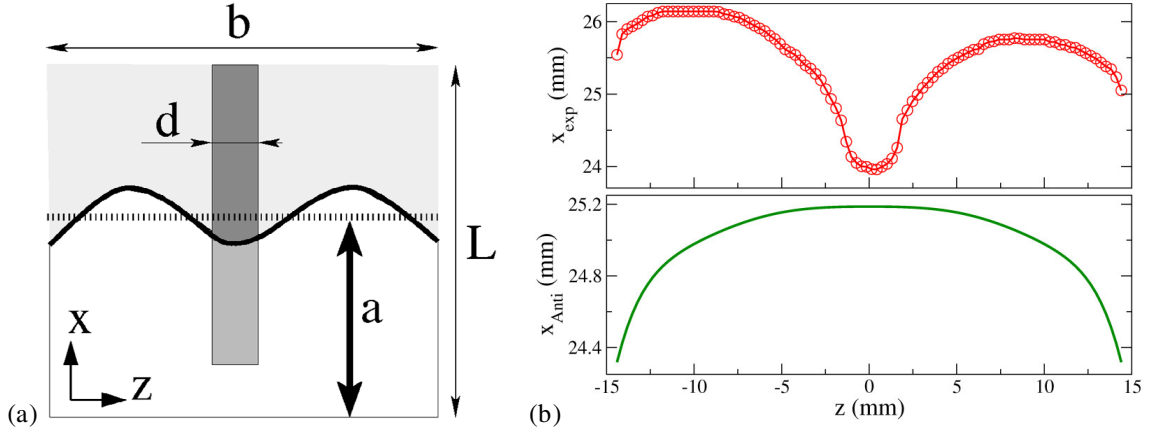 b
d
L
a
x
z
(a)
26
25
24
x_exp (mm)
25.2
24.8
24.4
x_Anti (mm)
-15 -10 -5 0 5 10 15
z (mm)
(b)